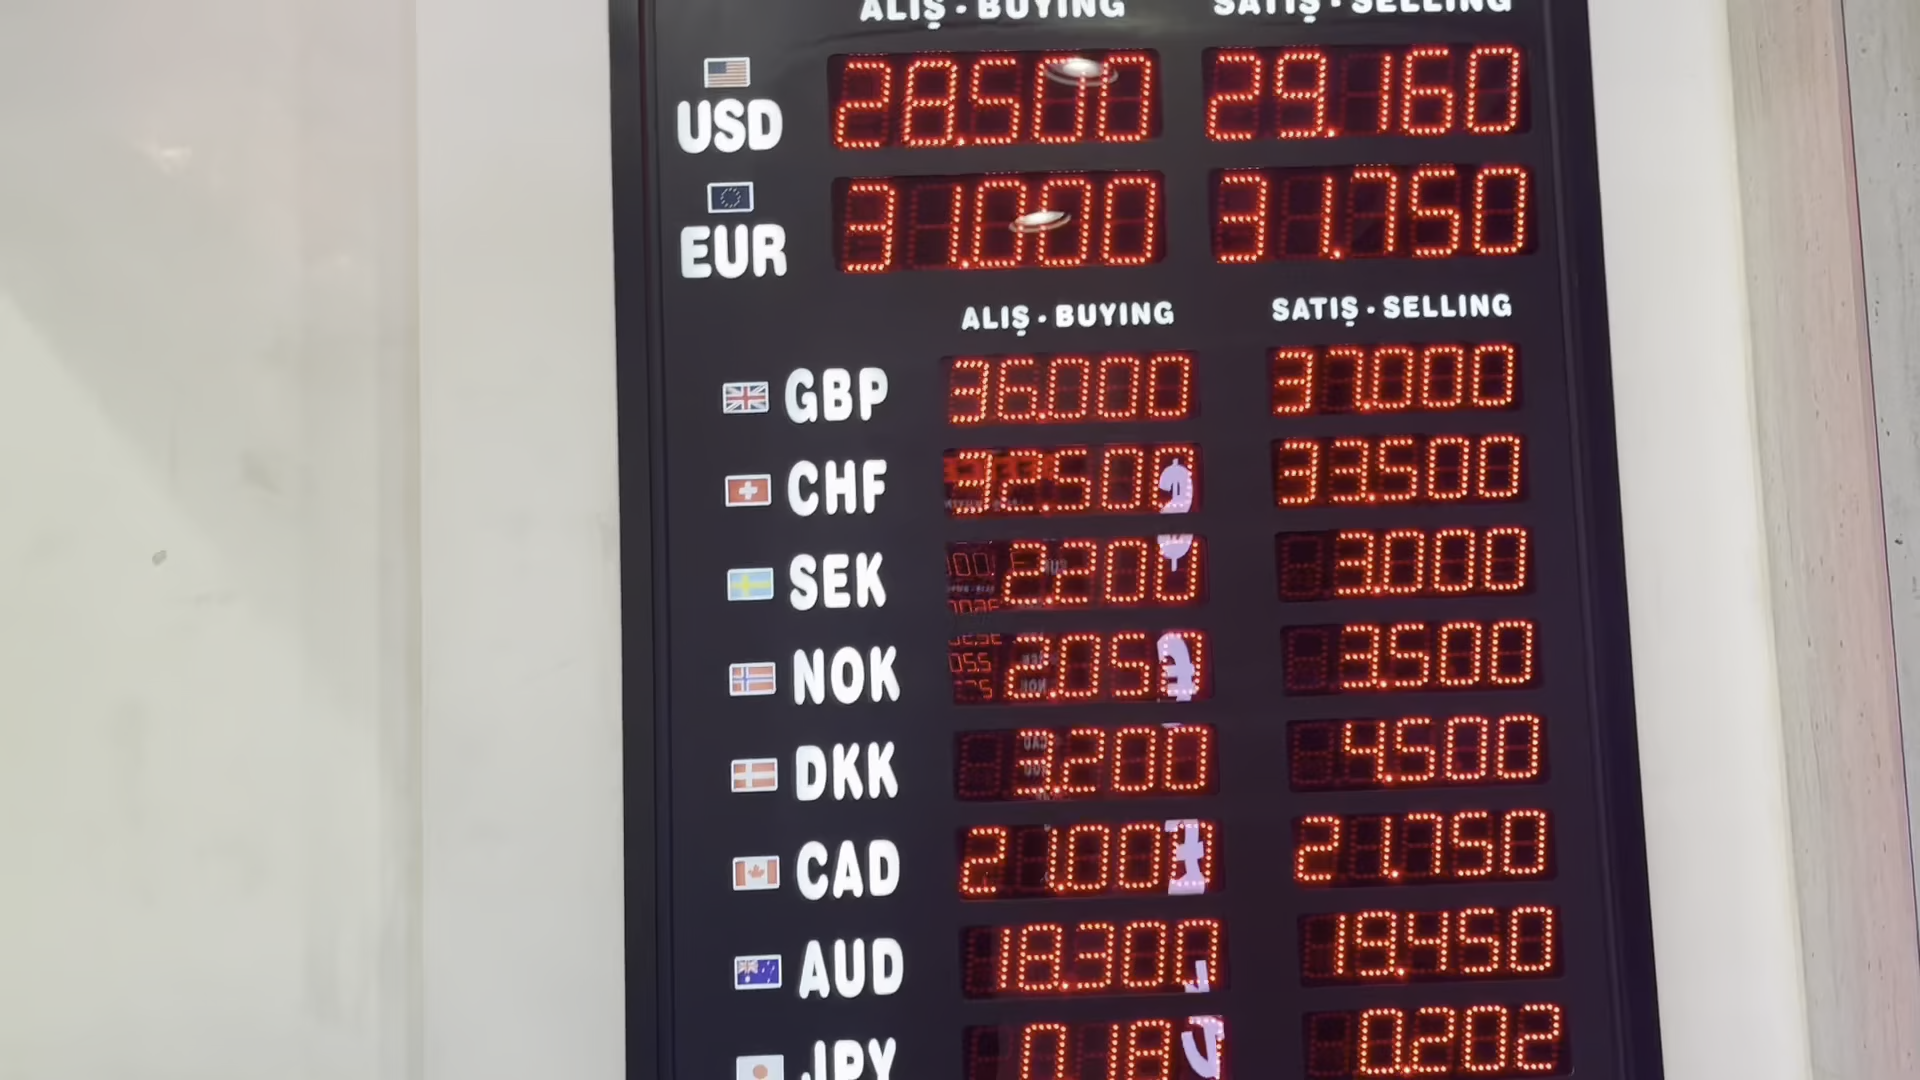 ALIŞ - BUYING SATIŞ - SELLING
USD 28.500 29.160
EUR 31.000 31.750
ALIŞ - BUYING SATIŞ - SELLING
GBP 36.000 37.000
CHF 32.500 33.500
SEK 2.200 3.000
NOK 2.050 3.500
DKK 3.200 4.500
CAD 21.000 21.750
AUD 18.300 19.450
JPY 0.202